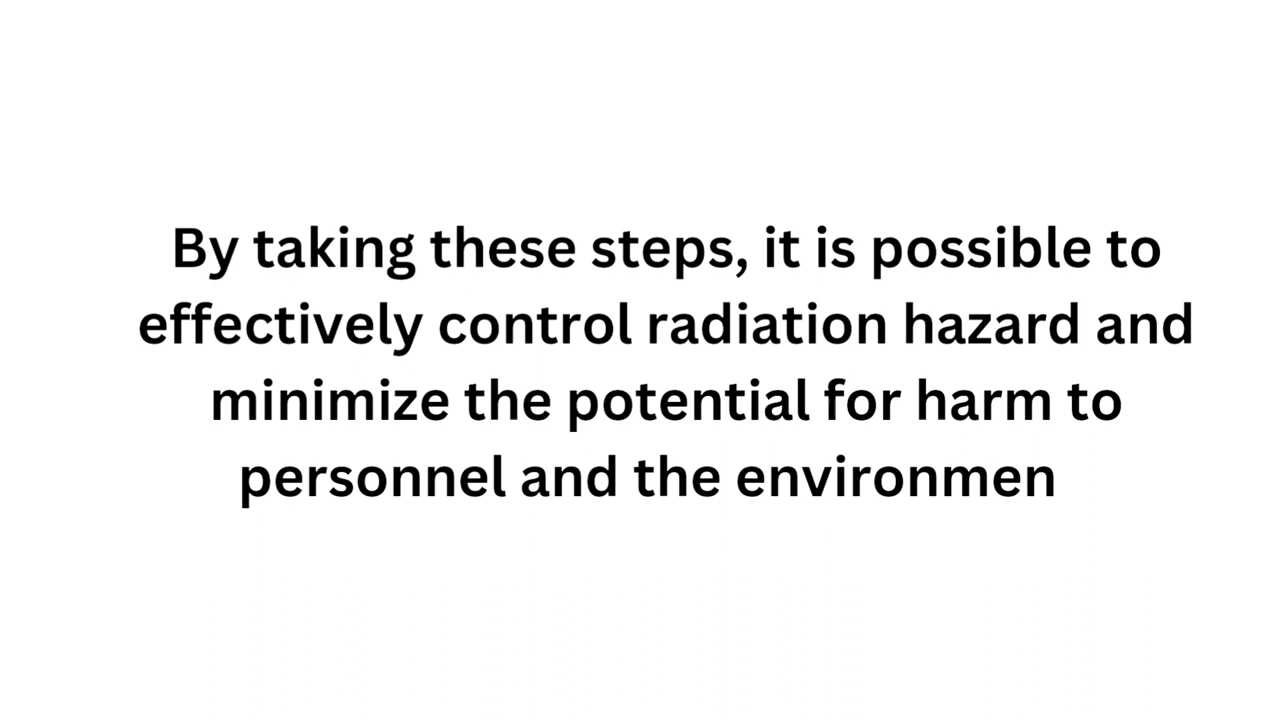 By taking these steps, it is possible to
effectively control radiation hazard and
minimize the potential for harm to
personnel and the environmen